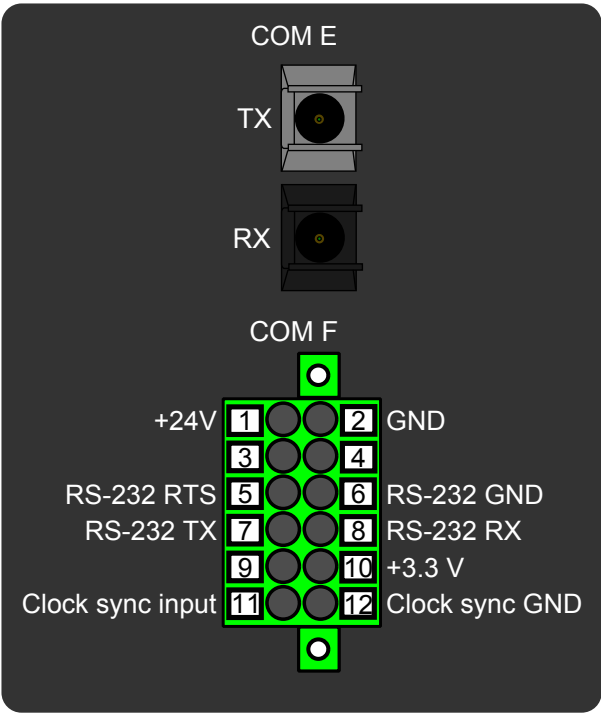 COM E
TX
RX
COM F
+24V 1 2 GND
3 4
RS-232 RTS 5 6 RS-232 GND
RS-232 TX 7 8 RS-232 RX
9 10 +3.3 V
Clock sync input 11 12 Clock sync GND